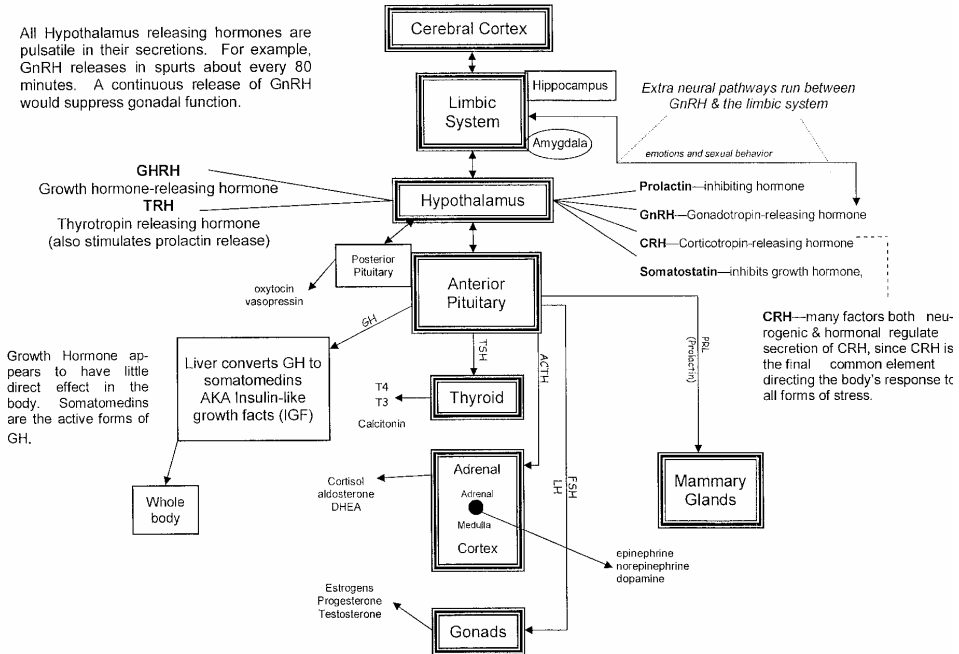 All Hypothalamus releasing hormones are
pulsatile in their secretions. For example,
GnRH releases in spurts about every 80
minutes. A continuous release of GnRH
would suppress gonadal function.
Cerebral Cortex
Limbic
System
Hippocampus
Amygdala
Extra neural pathways run between
GnRH & the limbic system
emotions and sexual behavior
GHRH
Growth hormone-releasing hormone
TRH
Thyrotropin releasing hormone
(also stimulates prolactin release)
Hypothalamus
Prolactin—inhibiting hormone
GnRH—Gonadotropin-releasing hormone
CRH—Corticotropin-releasing hormone
Somatostatin—inhibits growth hormone,
Posterior
Pituitary
oxytocin
vasopressin
Anterior
Pituitary
CRH—many factors both neu-
rogenic & hormonal regulate
secretion of CRH, since CRH is
the final common element
directing the body's response to
all forms of stress.
GH
TSH
ACTH
PRL
(Prolactin)
Growth Hormone ap-
pears to have little
direct effect in the
body. Somatomedins
are the active forms of
GH.
Liver converts GH to
somatomedins
AKA Insulin-like
growth facts (IGF)
T4
T3
Calcitonin
Thyroid
Whole
body
Cortisol
aldosterone
DHEA
Adrenal
Adrenal
Medulla
Cortex
FSH
LH
Mammary
Glands
epinephrine
norepinephrine
dopamine
Estrogens
Progesterone
Testosterone
Gonads